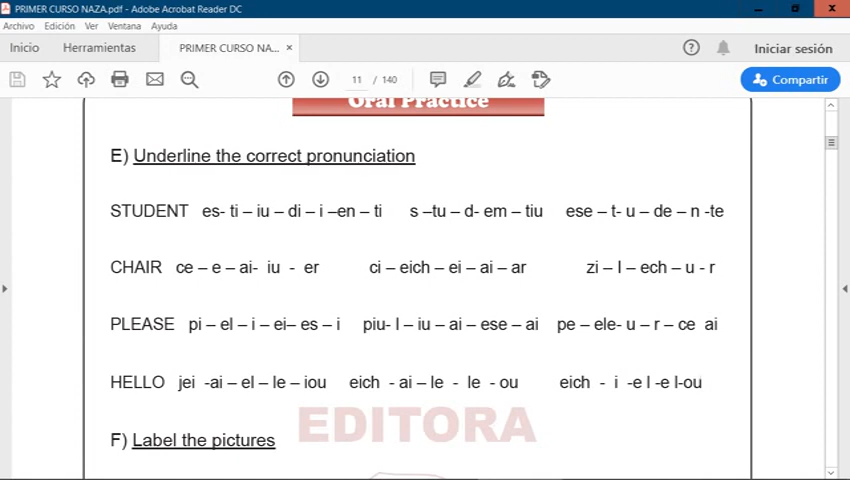 PRIMER CURSO NAZA.pdf - Adobe Acrobat Reader DC
Archivo Edición Ver Ventana Ayuda
Inicio Herramientas PRIMER CURSO NA... × Iniciar sesión
11 / 140 Compartir
Oral Practice
E) Underline the correct pronunciation
STUDENT es- ti – iu – di – i –en – ti s –tu – d- em – tiu ese – t- u – de – n -te
CHAIR ce – e – ai- iu - er ci – eich – ei – ai – ar zi – I – ech – u - r
PLEASE pi – el – i – ei– es – i piu- I – iu – ai – ese – ai pe – ele- u – r – ce ai
HELLO jei -ai – el – le – iou eich - ai – le - le - ou eich - i -e l -e l-ou
EDITORA
F) Label the pictures